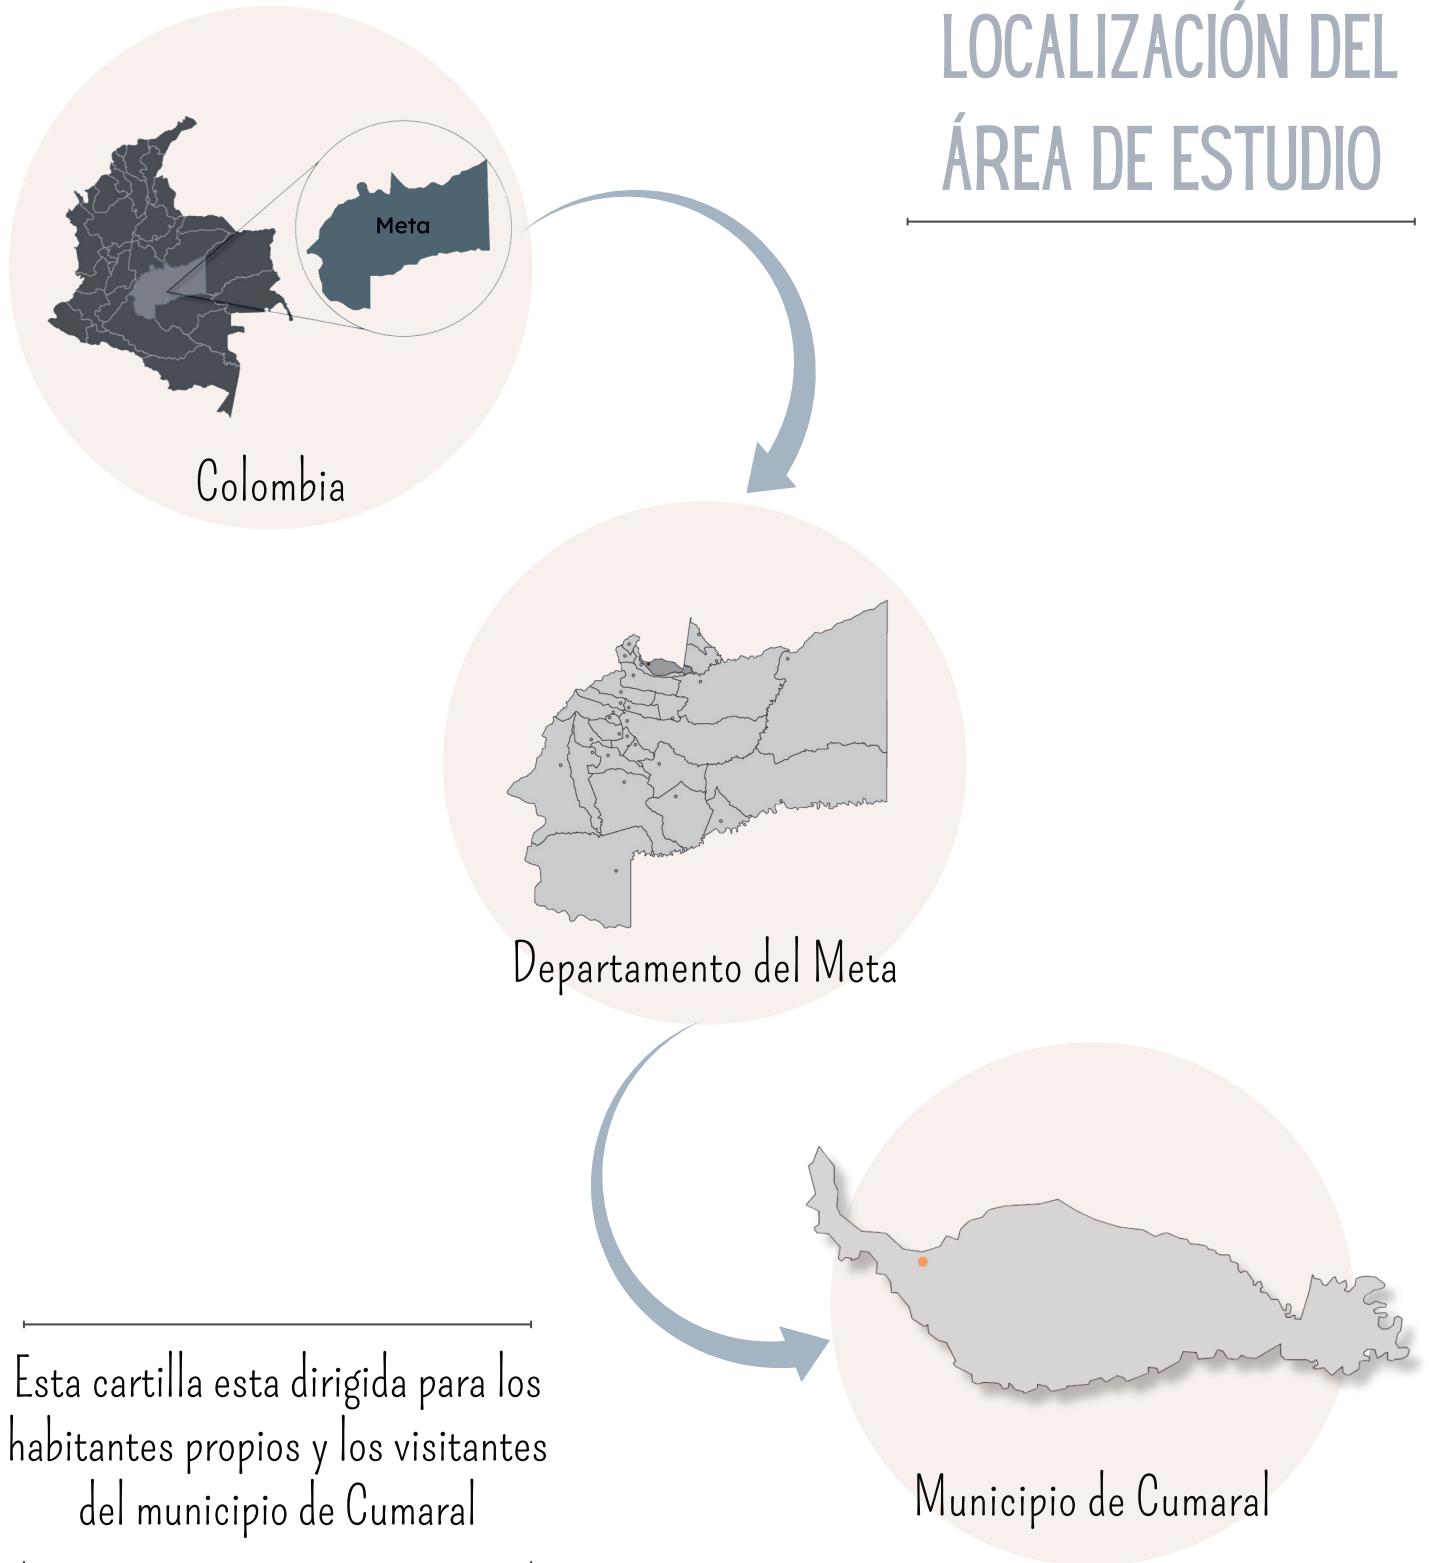 LOCALIZACIÓN DEL
ÁREA DE ESTUDIO
Meta
Colombia
Departamento del Meta
Municipio de Cumaral
Esta cartilla esta dirigida para los
habitantes propios y los visitantes
del municipio de Cumaral